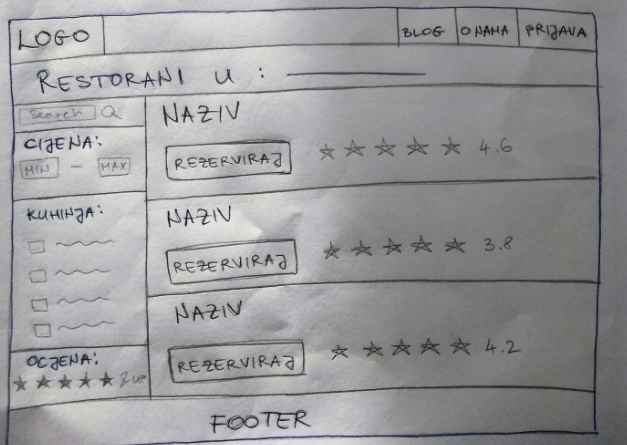 LOGO
BLOG
O NAMA
PRIJAVA
RESTORANI U :
Search
CIJENA:
MIN - MAX
KUHINJA:
OCJENA:
& UP
NAZIV
REZERVIRAJ
4.6
NAZIV
REZERVIRAJ
3.8
NAZIV
REZERVIRAJ
4.2
FOOTER